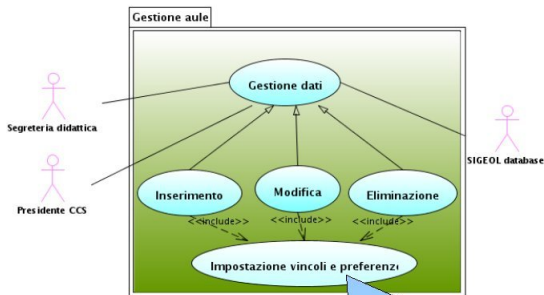 Gestione aule
Gestione dati
Segreteria didattica
SIGEOL database
Presidente CCS
Inserimento
Modifica
Eliminazione
<<include>>
<<include>>
<<include>>
Impostazione vincoli e preferenze